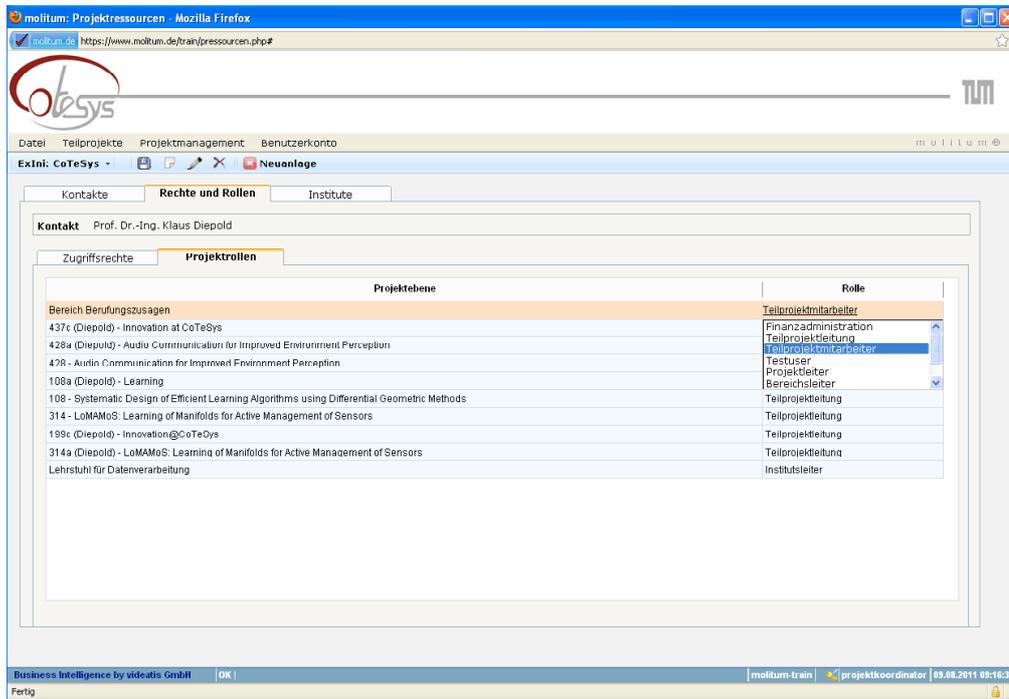 molitum: Projektressourcen - Mozilla Firefox
molitum.de https://www.molitum.de/train/pressourcen.php#
CoTeSys
TUM
Datei Teilprojekte Projektmanagement Benutzerkonto molitum®
ExIni: CoTeSys Neuanlage
Kontakte Rechte und Rollen Institute
Kontakt Prof. Dr.-Ing. Klaus Diepold
Zugriffsrechte Projektrollen
Projektebene Rolle
Bereich Berufungszusagen Teilprojektmitarbeiter
437c (Diepold) - Innovation at CoTeSys Finanzadministration
Teilprojektleitung
428a (Diepold) - Audio Communication for Improved Environment Perception Teilprojektmitarbeiter
428 - Audio Communication for Improved Environment Perception Testuser
Projektleiter
108a (Diepold) - Learning Bereichsleiter
108 - Systematic Design of Efficient Learning Algorithms using Differential Geometric Methods Teilprojektleitung
314 - LoMAMoS: Learning of Manifolds for Active Management of Sensors Teilprojektleitung
199c (Diepold) - Innovation@CoTeSys Teilprojektleitung
314a (Diepold) - LoMAMoS: Learning of Manifolds for Active Management of Sensors Teilprojektleitung
Lehrstuhl für Datenverarbeitung Institutsleiter
Business Intelligence by videatis GmbH OK | molitum-train projektkoordinator 09.08.2011 09:16:3
Fertig